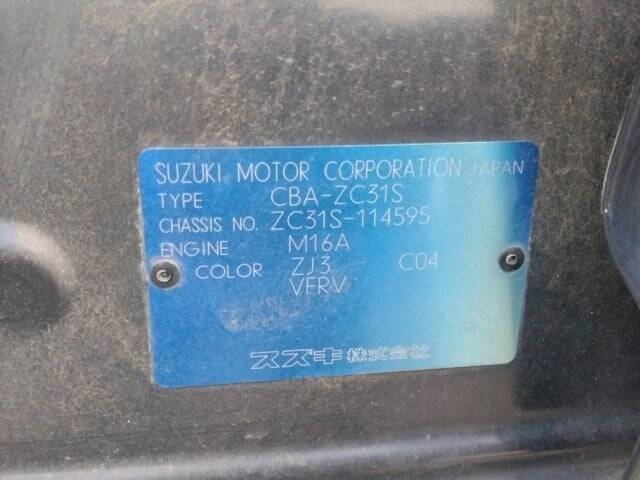 SUZUKI MOTOR CORPORATION JAPAN
TYPE CBA-ZC31S
CHASSIS NO. ZC31S-114595
ENGINE M16A
COLOR ZJ3 C04
VERV
スズキ株式会社